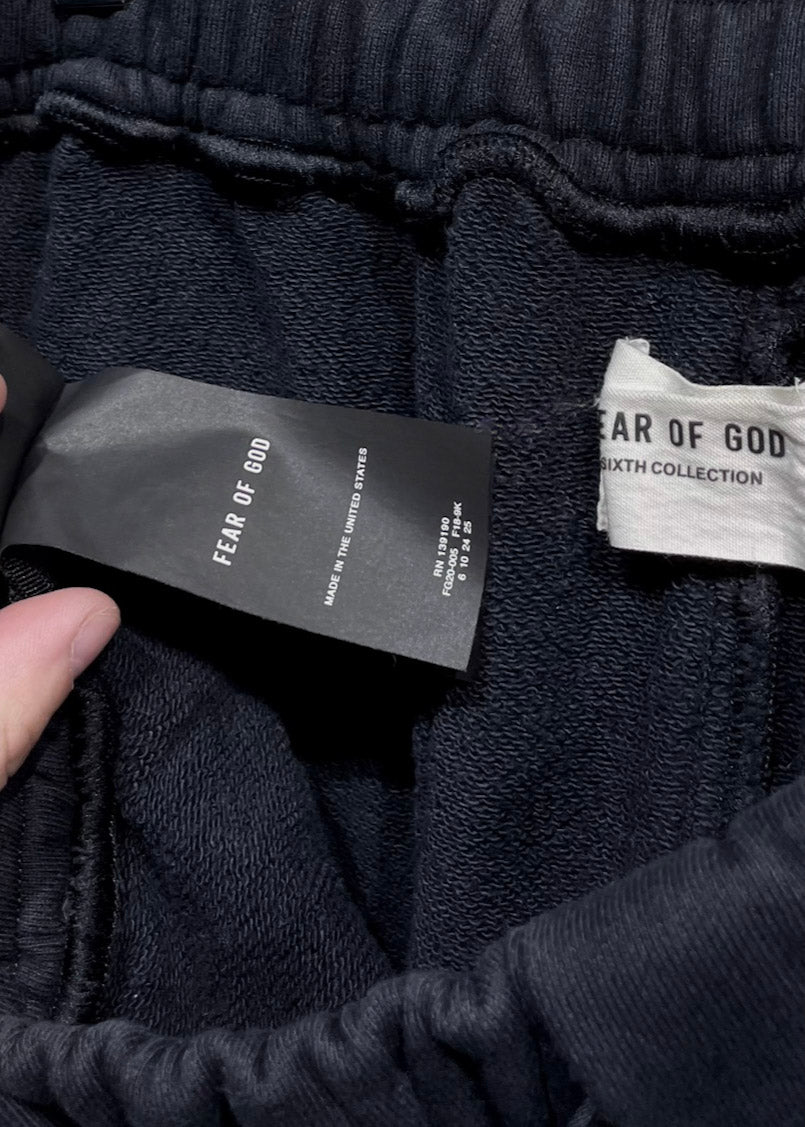 FEAR OF GOD
MADE IN THE UNITED STATES
RN 139190
FG20-005 F18-9K
6 10 24 25
EAR OF GOD
SIXTH COLLECTION